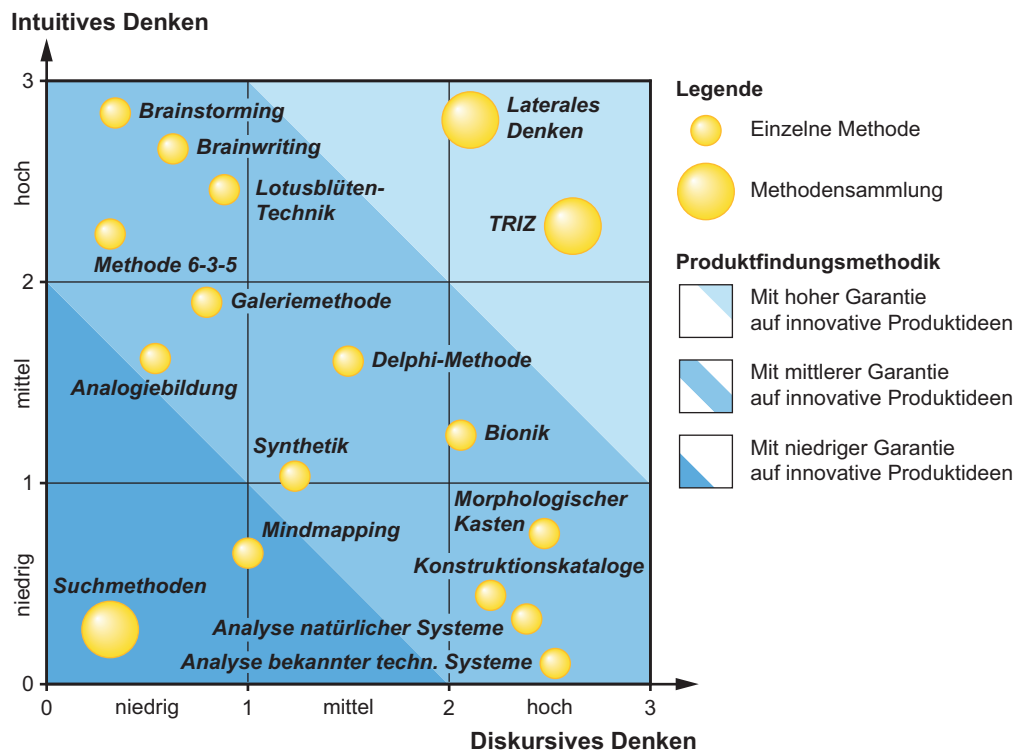 Intuitives Denken
3
hoch
2
mittel
1
niedrig
0
Brainstorming
Brainwriting
Lotusblüten-
Technik
Methode 6-3-5
Laterales
Denken
TRIZ
Galeriemethode
Analogiebildung
Delphi-Methode
Bionik
Synthetik
Mindmapping
Morphologischer
Kasten
Konstruktionskataloge
Suchmethoden
Analyse natürlicher Systeme
Analyse bekannter techn. Systeme
0
niedrig
1
mittel
2
hoch
3
Diskursives Denken
Legende
Einzelne Methode
Methodensammlung
Produktfindungsmethodik
Mit hoher Garantie
auf innovative Produktideen
Mit mittlerer Garantie
auf innovative Produktideen
Mit niedriger Garantie
auf innovative Produktideen